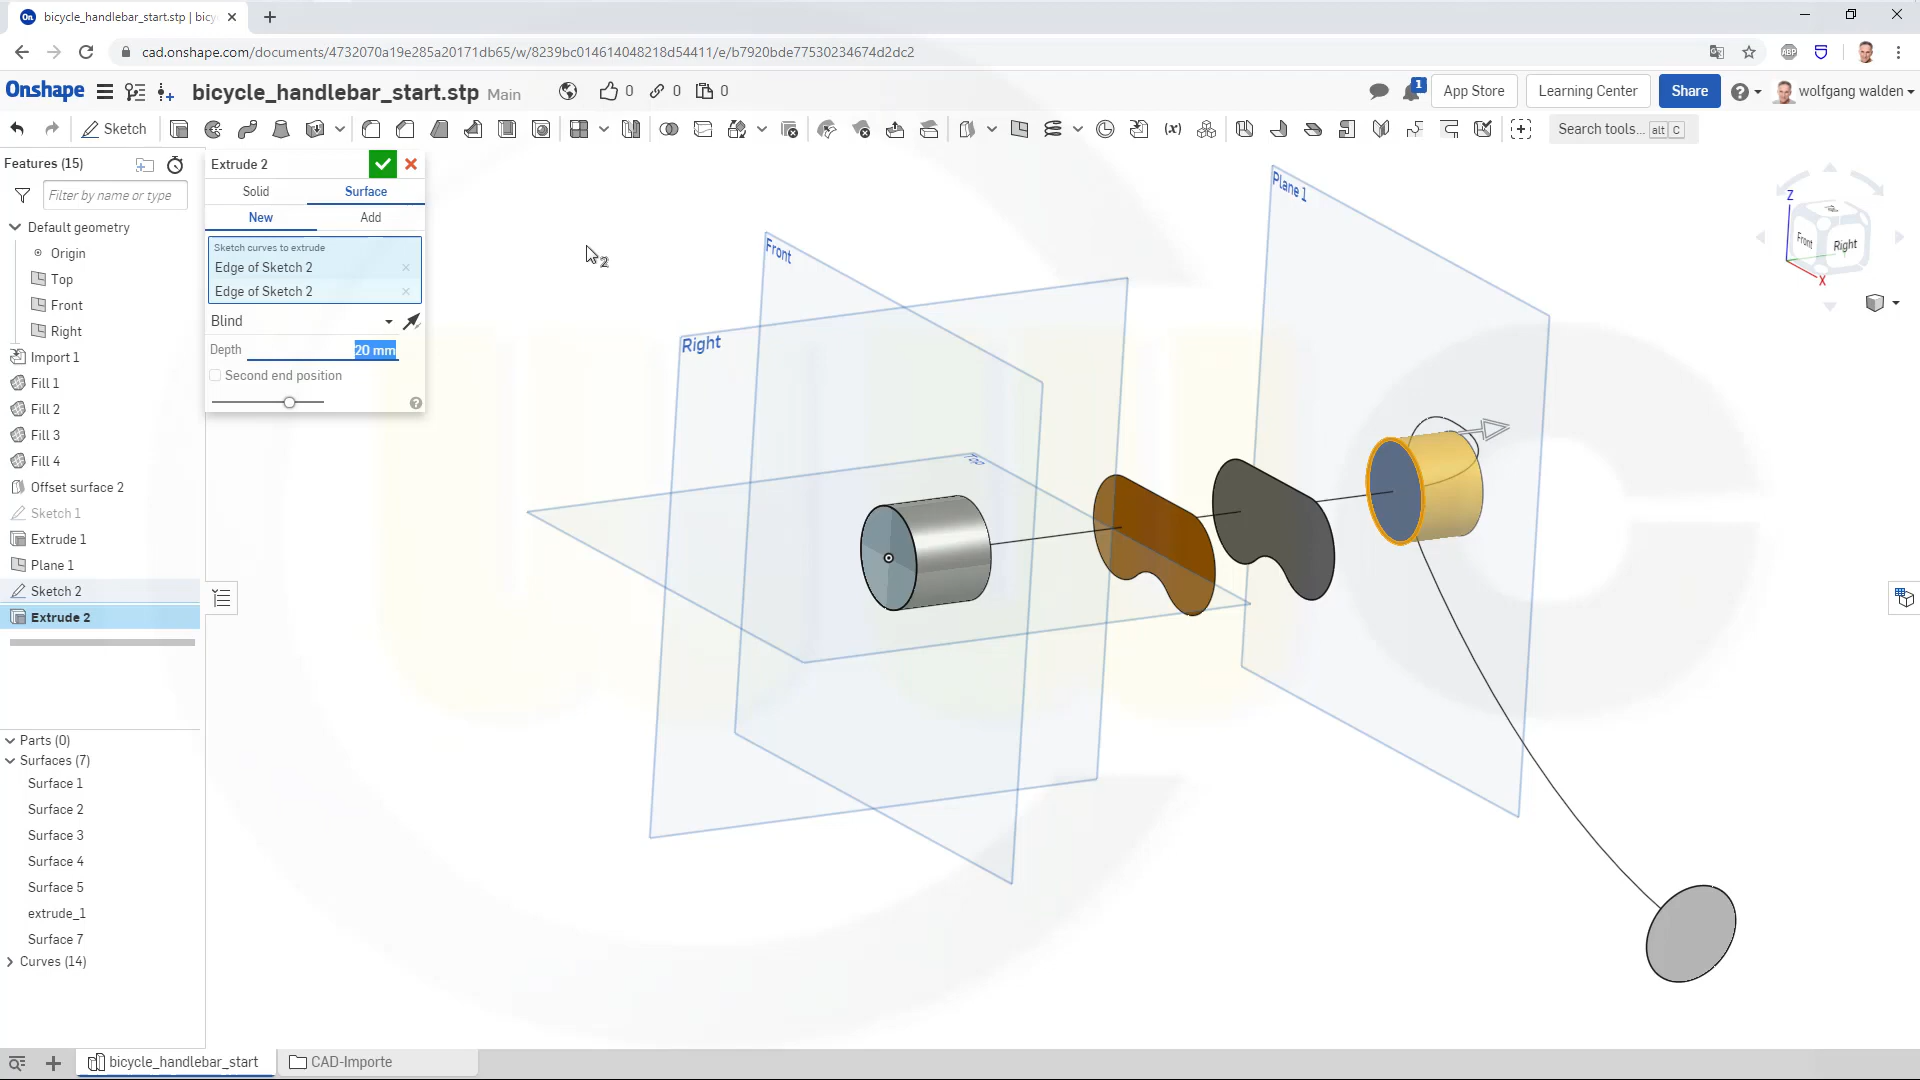 bicycle_handlebar_start.stp | bicy
cad.onshape.com/documents/4732070a19e285a20171db65/w/8239bc014614048218d54411/e/b7920bde77530234674d2dc2
ABP
Onshape
bicycle_handlebar_start.stp Main
0 0 0
1
App Store
Learning Center
Share
wolfgang walden
Sketch
(x)
Search tools... alt C
Features (15)
Filter by name or type
Default geometry
Origin
Top
Front
Right
Import 1
Fill 1
Fill 2
Fill 3
Fill 4
Offset surface 2
Sketch 1
Extrude 1
Plane 1
Sketch 2
Extrude 2
Parts (0)
Surfaces (7)
Surface 1
Surface 2
Surface 3
Surface 4
Surface 5
extrude_1
Surface 7
Curves (14)
Extrude 2
Solid
Surface
New
Add
Sketch curves to extrude
Edge of Sketch 2
Edge of Sketch 2
Blind
Depth 20 mm
Second end position
2
Front
Right
Top
Plane 1
Z
Front
Right
X
bicycle_handlebar_start
CAD-Importe